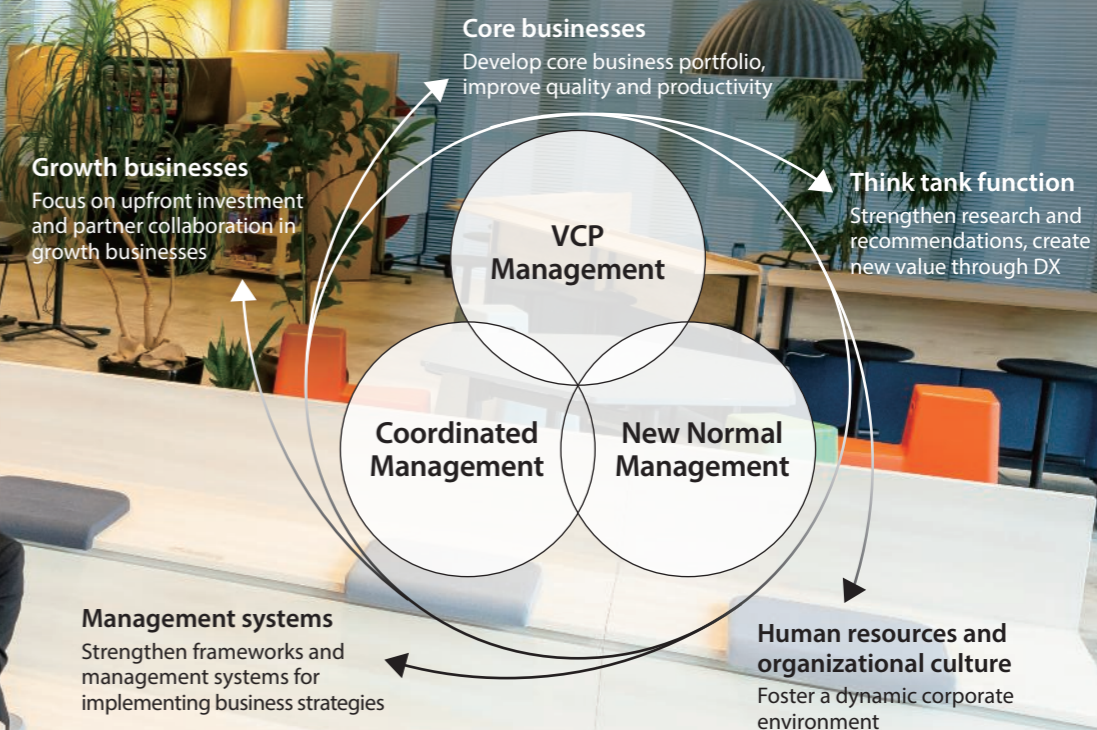 Core businesses
Develop core business portfolio,
improve quality and productivity
Growth businesses
Focus on upfront investment
and partner collaboration in
growth businesses
Think tank function
Strengthen research and
recommendations, create
new value through DX
VCP
Management
Coordinated
Management
New Normal
Management
Management systems
Strengthen frameworks and
management systems for
implementing business strategies
Human resources and
organizational culture
Foster a dynamic corporate
environment